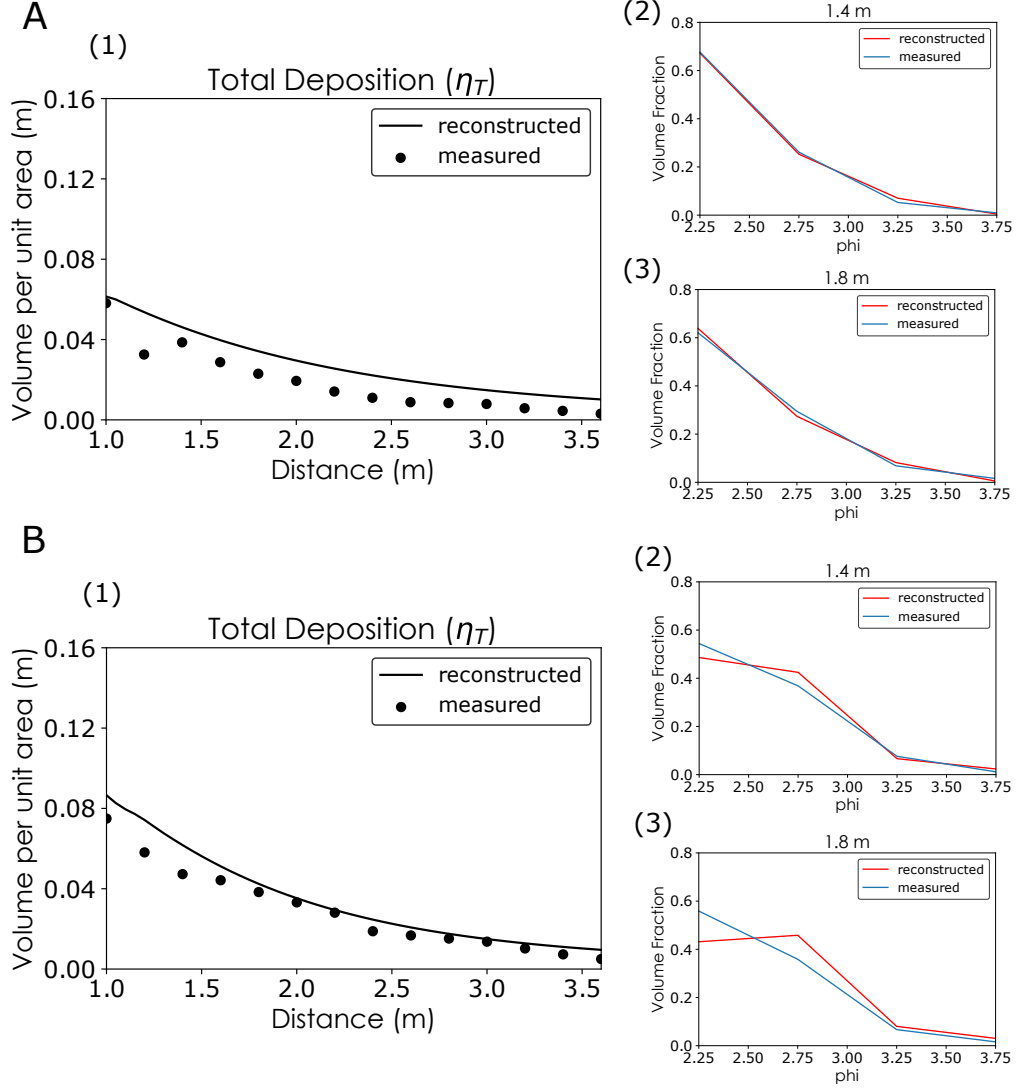 A
(1)
Total Deposition (ηT)
Volume per unit area (m)
0.16
0.12
0.08
0.04
0.00
reconstructed
measured
1.0 1.5 2.0 2.5 3.0 3.5
Distance (m)
(2)
1.4 m
Volume Fraction
0.8
0.6
0.4
0.2
0.0
reconstructed
measured
2.25 2.50 2.75 3.00 3.25 3.50 3.75
phi
(3)
1.8 m
Volume Fraction
0.8
0.6
0.4
0.2
0.0
reconstructed
measured
2.25 2.50 2.75 3.00 3.25 3.50 3.75
phi
B
(1)
Total Deposition (ηT)
Volume per unit area (m)
0.16
0.12
0.08
0.04
0.00
reconstructed
measured
1.0 1.5 2.0 2.5 3.0 3.5
Distance (m)
(2)
1.4 m
Volume Fraction
0.8
0.6
0.4
0.2
0.0
reconstructed
measured
2.25 2.50 2.75 3.00 3.25 3.50 3.75
phi
(3)
1.8 m
Volume Fraction
0.8
0.6
0.4
0.2
0.0
reconstructed
measured
2.25 2.50 2.75 3.00 3.25 3.50 3.75
phi